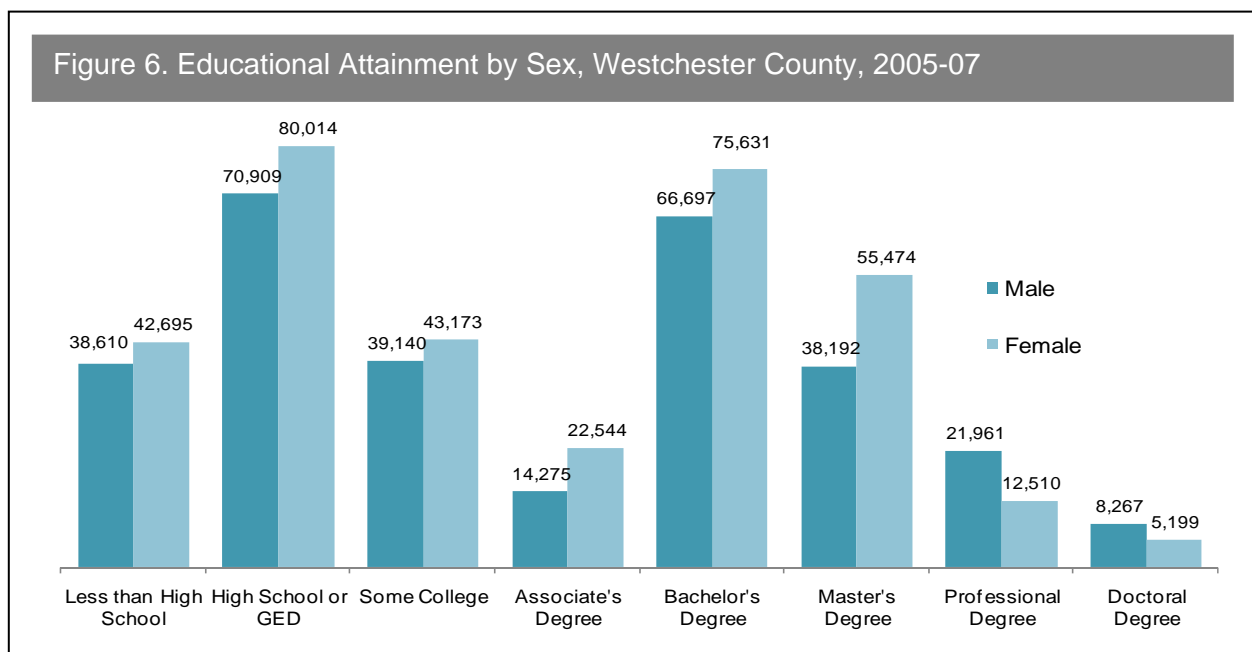 Figure 6. Educational Attainment by Sex, Westchester County, 2005-07
80,014
75,631
70,909
66,697
55,474
Male
Female
38,610
42,695
39,140
43,173
38,192
22,544
14,275
21,961
12,510
8,267
5,199
Less than High
School
High School or
GED
Some College
Associate's
Degree
Bachelor's
Degree
Master's
Degree
Professional
Degree
Doctoral
Degree